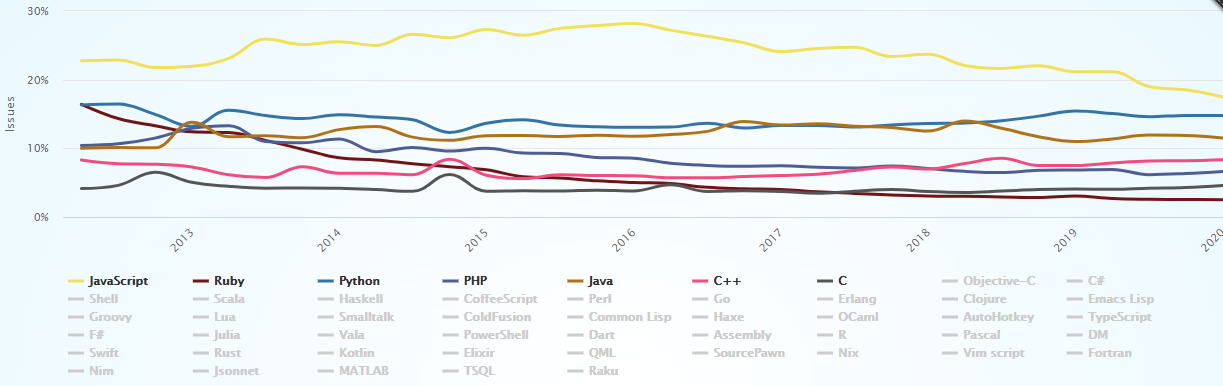 30%
20%
10%
0%
Issues
2013 2014 2015 2016 2017 2018 2019 2020
JavaScript Ruby Python PHP Java C++ C Objective-C C#
Shell Scala Haskell CoffeeScript Perl Go Erlang Clojure Emacs Lisp
Groovy Lua Smalltalk ColdFusion Common Lisp Haxe OCaml AutoHotkey TypeScript
F# Julia Vala PowerShell Dart Assembly R Pascal DM
Swift Rust Kotlin Elixir QML SourcePawn Nix Vim script Fortran
Nim Jsonnet MATLAB TSQL Raku